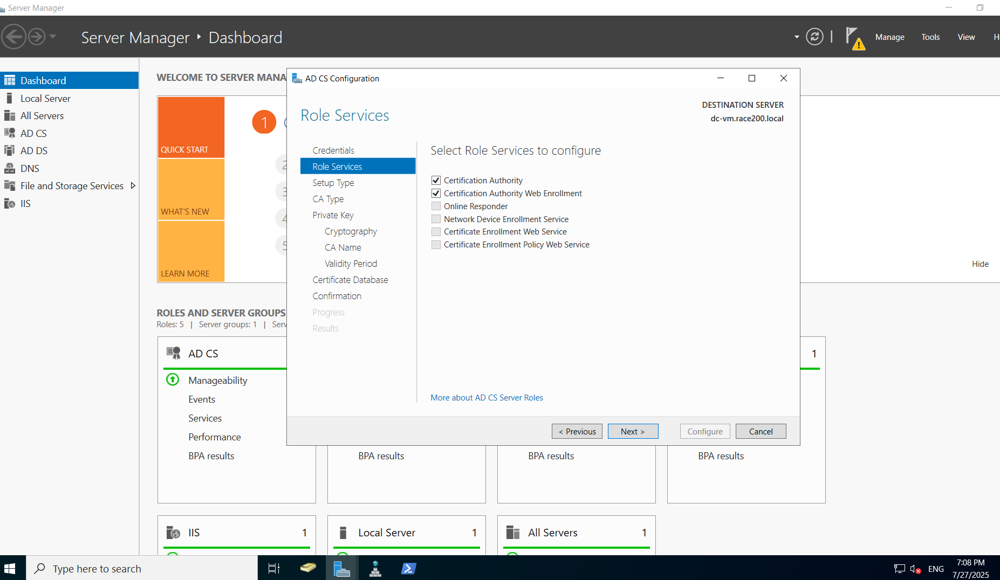 Server Manager
Server Manager ‣ Dashboard
Manage
Tools
View
Dashboard
Local Server
All Servers
AD CS
AD DS
DNS
File and Storage Services
IIS
WELCOME TO SERVER MANA
QUICK START
WHAT'S NEW
LEARN MORE
1
2
3
4
5
Hide
AD CS Configuration
Role Services
DESTINATION SERVER
dc-vm.race200.local
Credentials
Role Services
Setup Type
CA Type
Private Key
Cryptography
CA Name
Validity Period
Certificate Database
Confirmation
Progress
Results
Select Role Services to configure
Certification Authority
Certification Authority Web Enrollment
Online Responder
Network Device Enrollment Service
Certificate Enrollment Web Service
Certificate Enrollment Policy Web Service
More about AD CS Server Roles
< Previous
Next >
Configure
Cancel
ROLES AND SERVER GROUPS
Roles: 5 | Server groups: 1 | Serv
AD CS
Manageability
Events
Services
Performance
BPA results
BPA results
BPA results
1
BPA results
IIS 1
Local Server 1
All Servers 1
Type here to search
ENG
7:08 PM
7/27/2025